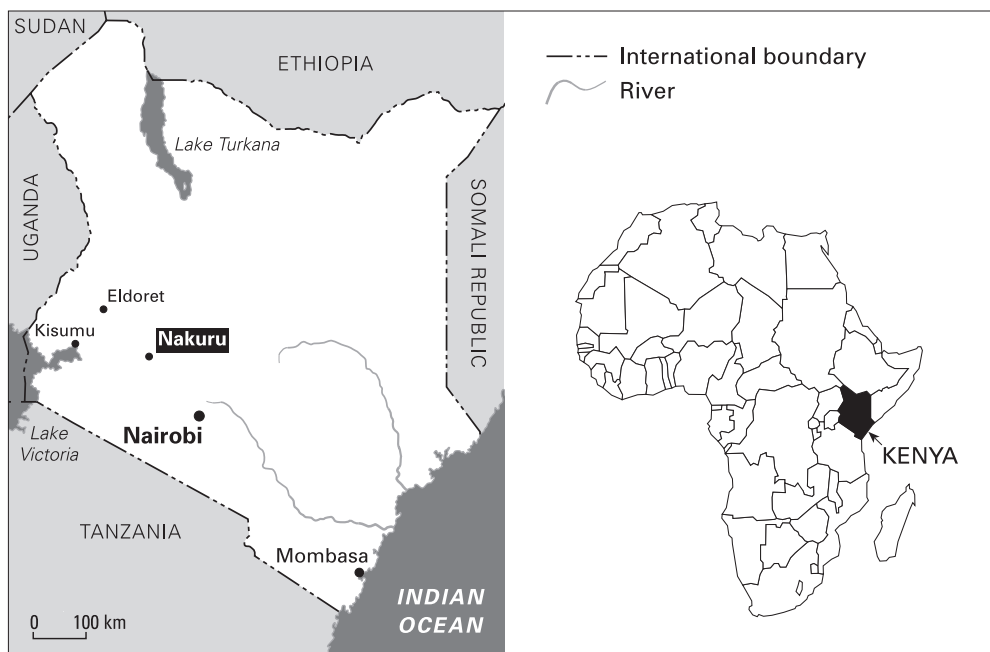 SUDAN
ETHIOPIA
Lake Turkana
UGANDA
SOMALI REPUBLIC
Eldoret
Kisumu
Nakuru
Nairobi
Lake
Victoria
TANZANIA
Mombasa
INDIAN
OCEAN
0 100 km
International boundary
River
KENYA